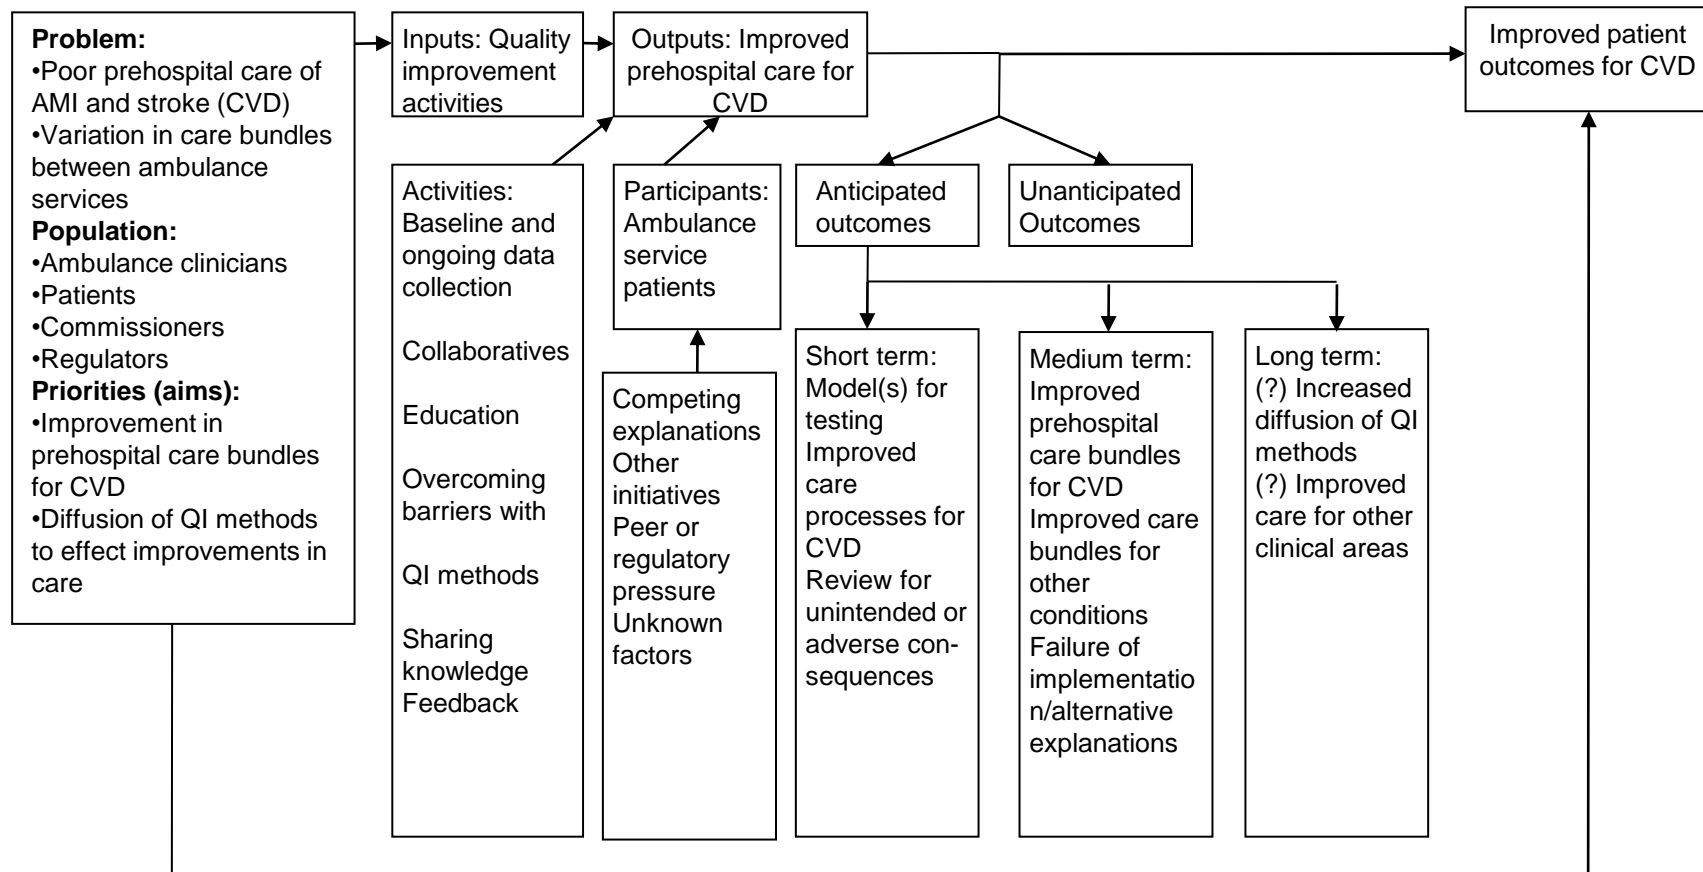 Problem:
•Poor prehospital care of
AMI and stroke (CVD)
•Variation in care bundles
between ambulance
services
Population:
•Ambulance clinicians
•Patients
•Commissioners
•Regulators
Priorities (aims):
•Improvement in
prehospital care bundles
for CVD
•Diffusion of QI methods
to effect improvements in
care
Inputs: Quality
improvement
activities
Outputs: Improved
prehospital care for
CVD
Improved patient
outcomes for CVD
Activities:
Baseline and
ongoing data
collection
Collaboratives
Education
Overcoming
barriers with
QI methods
Sharing
knowledge
Feedback
Participants:
Ambulance
service
patients
Competing
explanations
Other
initiatives
Peer or
regulatory
pressure
Unknown
factors
Anticipated
outcomes
Unanticipated
Outcomes
Short term:
Model(s) for
testing
Improved
care
processes for
CVD
Review for
unintended or
adverse con-
sequences
Medium term:
Improved
prehospital
care bundles
for CVD
Improved care
bundles for
other
conditions
Failure of
implementatio
n/alternative
explanations
Long term:
(?) Increased
diffusion of QI
methods
(?) Improved
care for other
clinical areas